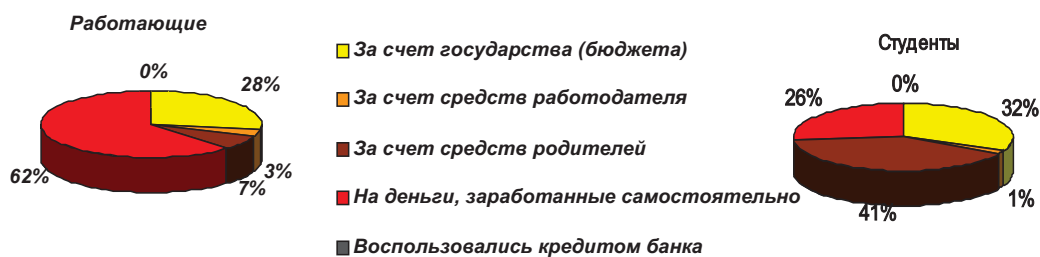 Работающие
0%
28%
3%
7%
62%
За счет государства (бюджета)
За счет средств работодателя
За счет средств родителей
На деньги, заработанные самостоятельно
Воспользовались кредитом банка
Студенты
0%
32%
1%
41%
26%